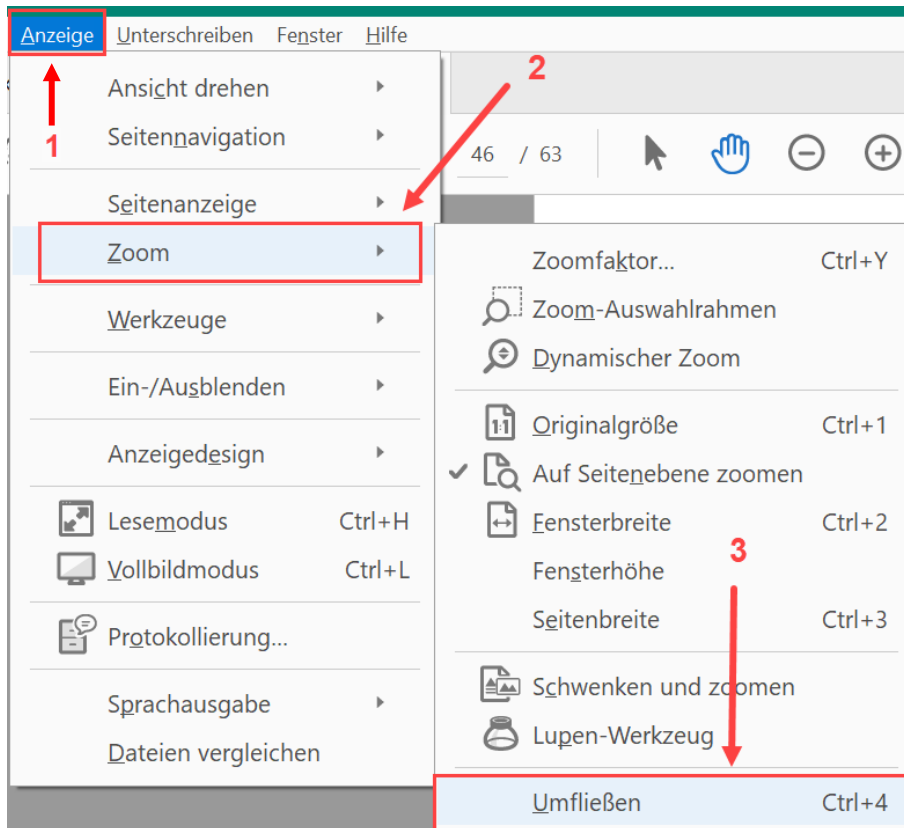 Anzeige Unterschreiben Fenster Hilfe
2
1
46 / 63
Ansicht drehen
Seitennavigation
Seitenanzeige
Zoom
Werkzeuge
Ein-/Ausblenden
Anzeigedesign
Lesemodus Ctrl+H
Vollbildmodus Ctrl+L
Protokollierung...
Sprachausgabe
Dateien vergleichen
Zoomfaktor... Ctrl+Y
Zoom-Auswahlrahmen
Dynamischer Zoom
1:1 Originalgröße Ctrl+1
Auf Seitenebene zoomen
Fensterbreite Ctrl+2
3
Fensterhöhe
Seitenbreite Ctrl+3
Schwenken und zoomen
Lupen-Werkzeug
Umfließen Ctrl+4